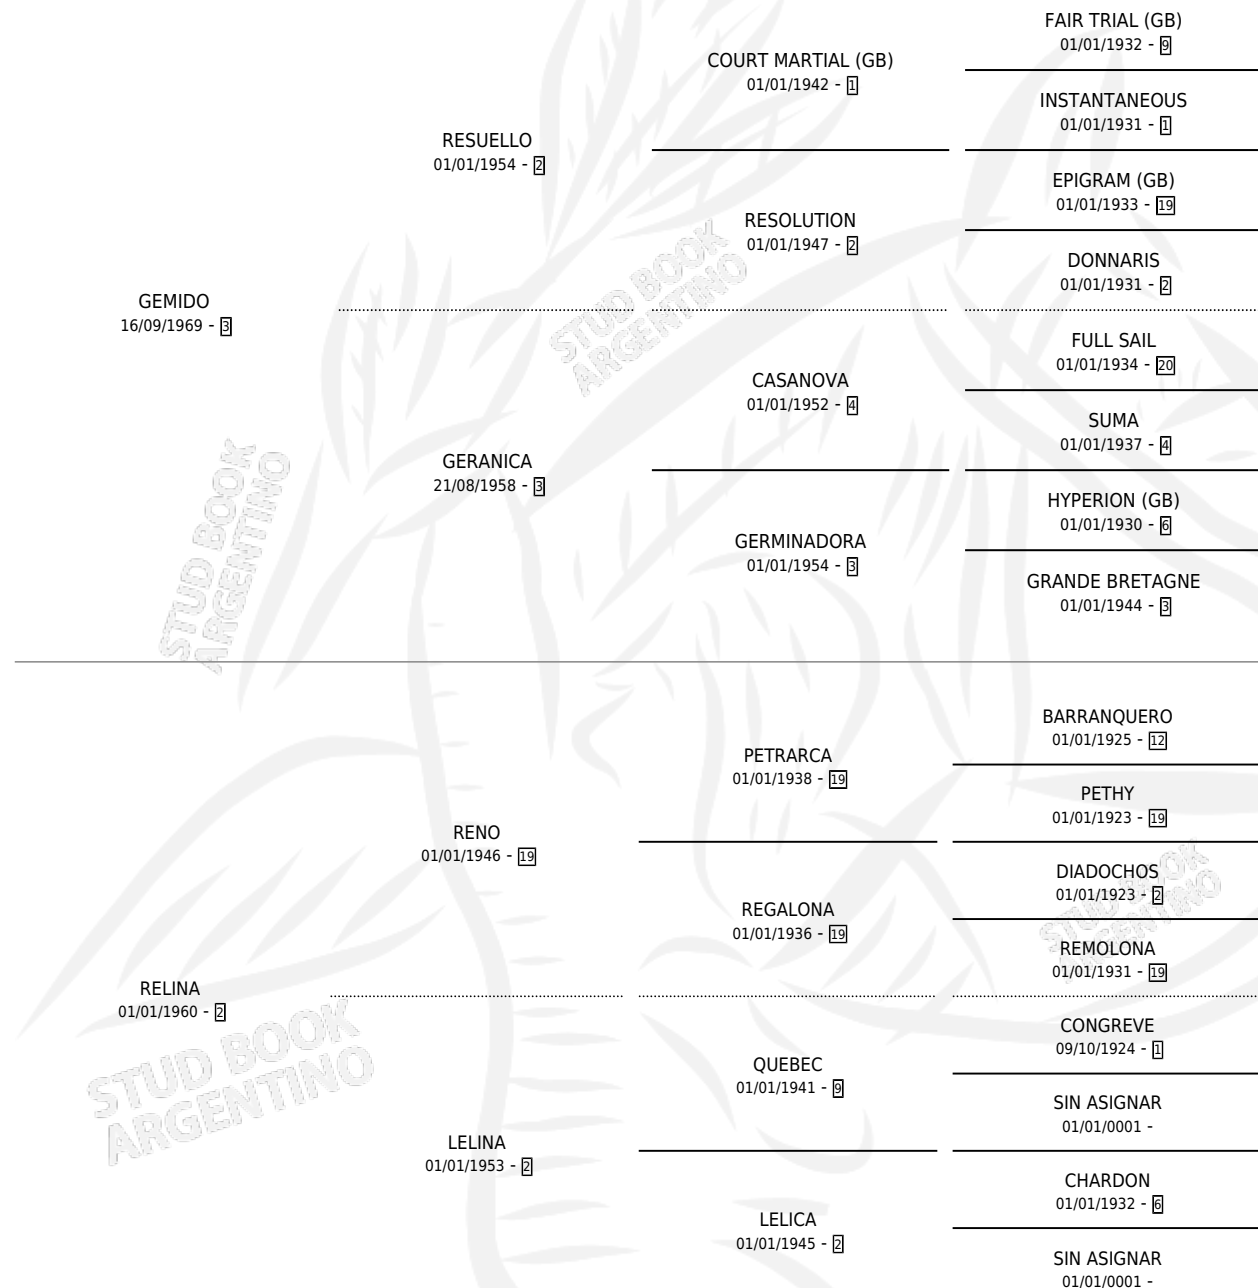 FAIR TRIAL (GB)
01/01/1932 - 9
COURT MARTIAL (GB)
01/01/1942 - 1
INSTANTANEOUS
01/01/1931 - 1
RESUELLO
01/01/1954 - 2
EPIGRAM (GB)
01/01/1933 - 19
RESOLUTION
01/01/1947 - 2
DONNARIS
01/01/1931 - 2
GEMIDO
16/09/1969 - 3
FULL SAIL
01/01/1934 - 20
CASANOVA
01/01/1952 - 4
SUMA
01/01/1937 - 4
GERANICA
21/08/1958 - 3
HYPERION (GB)
01/01/1930 - 6
GERMINADORA
01/01/1954 - 3
GRANDE BRETAGNE
01/01/1944 - 3
BARRANQUERO
01/01/1925 - 12
PETRARCA
01/01/1938 - 19
PETHY
01/01/1923 - 19
RENO
01/01/1946 - 19
DIADOCHOS
01/01/1923 - 2
REGALONA
01/01/1936 - 19
REMOLONA
01/01/1931 - 19
RELINA
01/01/1960 - 2
CONGREVE
09/10/1924 - 1
QUEBEC
01/01/1941 - 9
SIN ASIGNAR
01/01/0001 -
LELINA
01/01/1953 - 2
CHARDON
01/01/1932 - 6
LELICA
01/01/1945 - 2
SIN ASIGNAR
01/01/0001 -
STUD BOOK
ARGENTINO
STUD BOOK
ARGENTINO
STUD BOOK
ARGENTINO
STUD BOOK
ARGENTINO